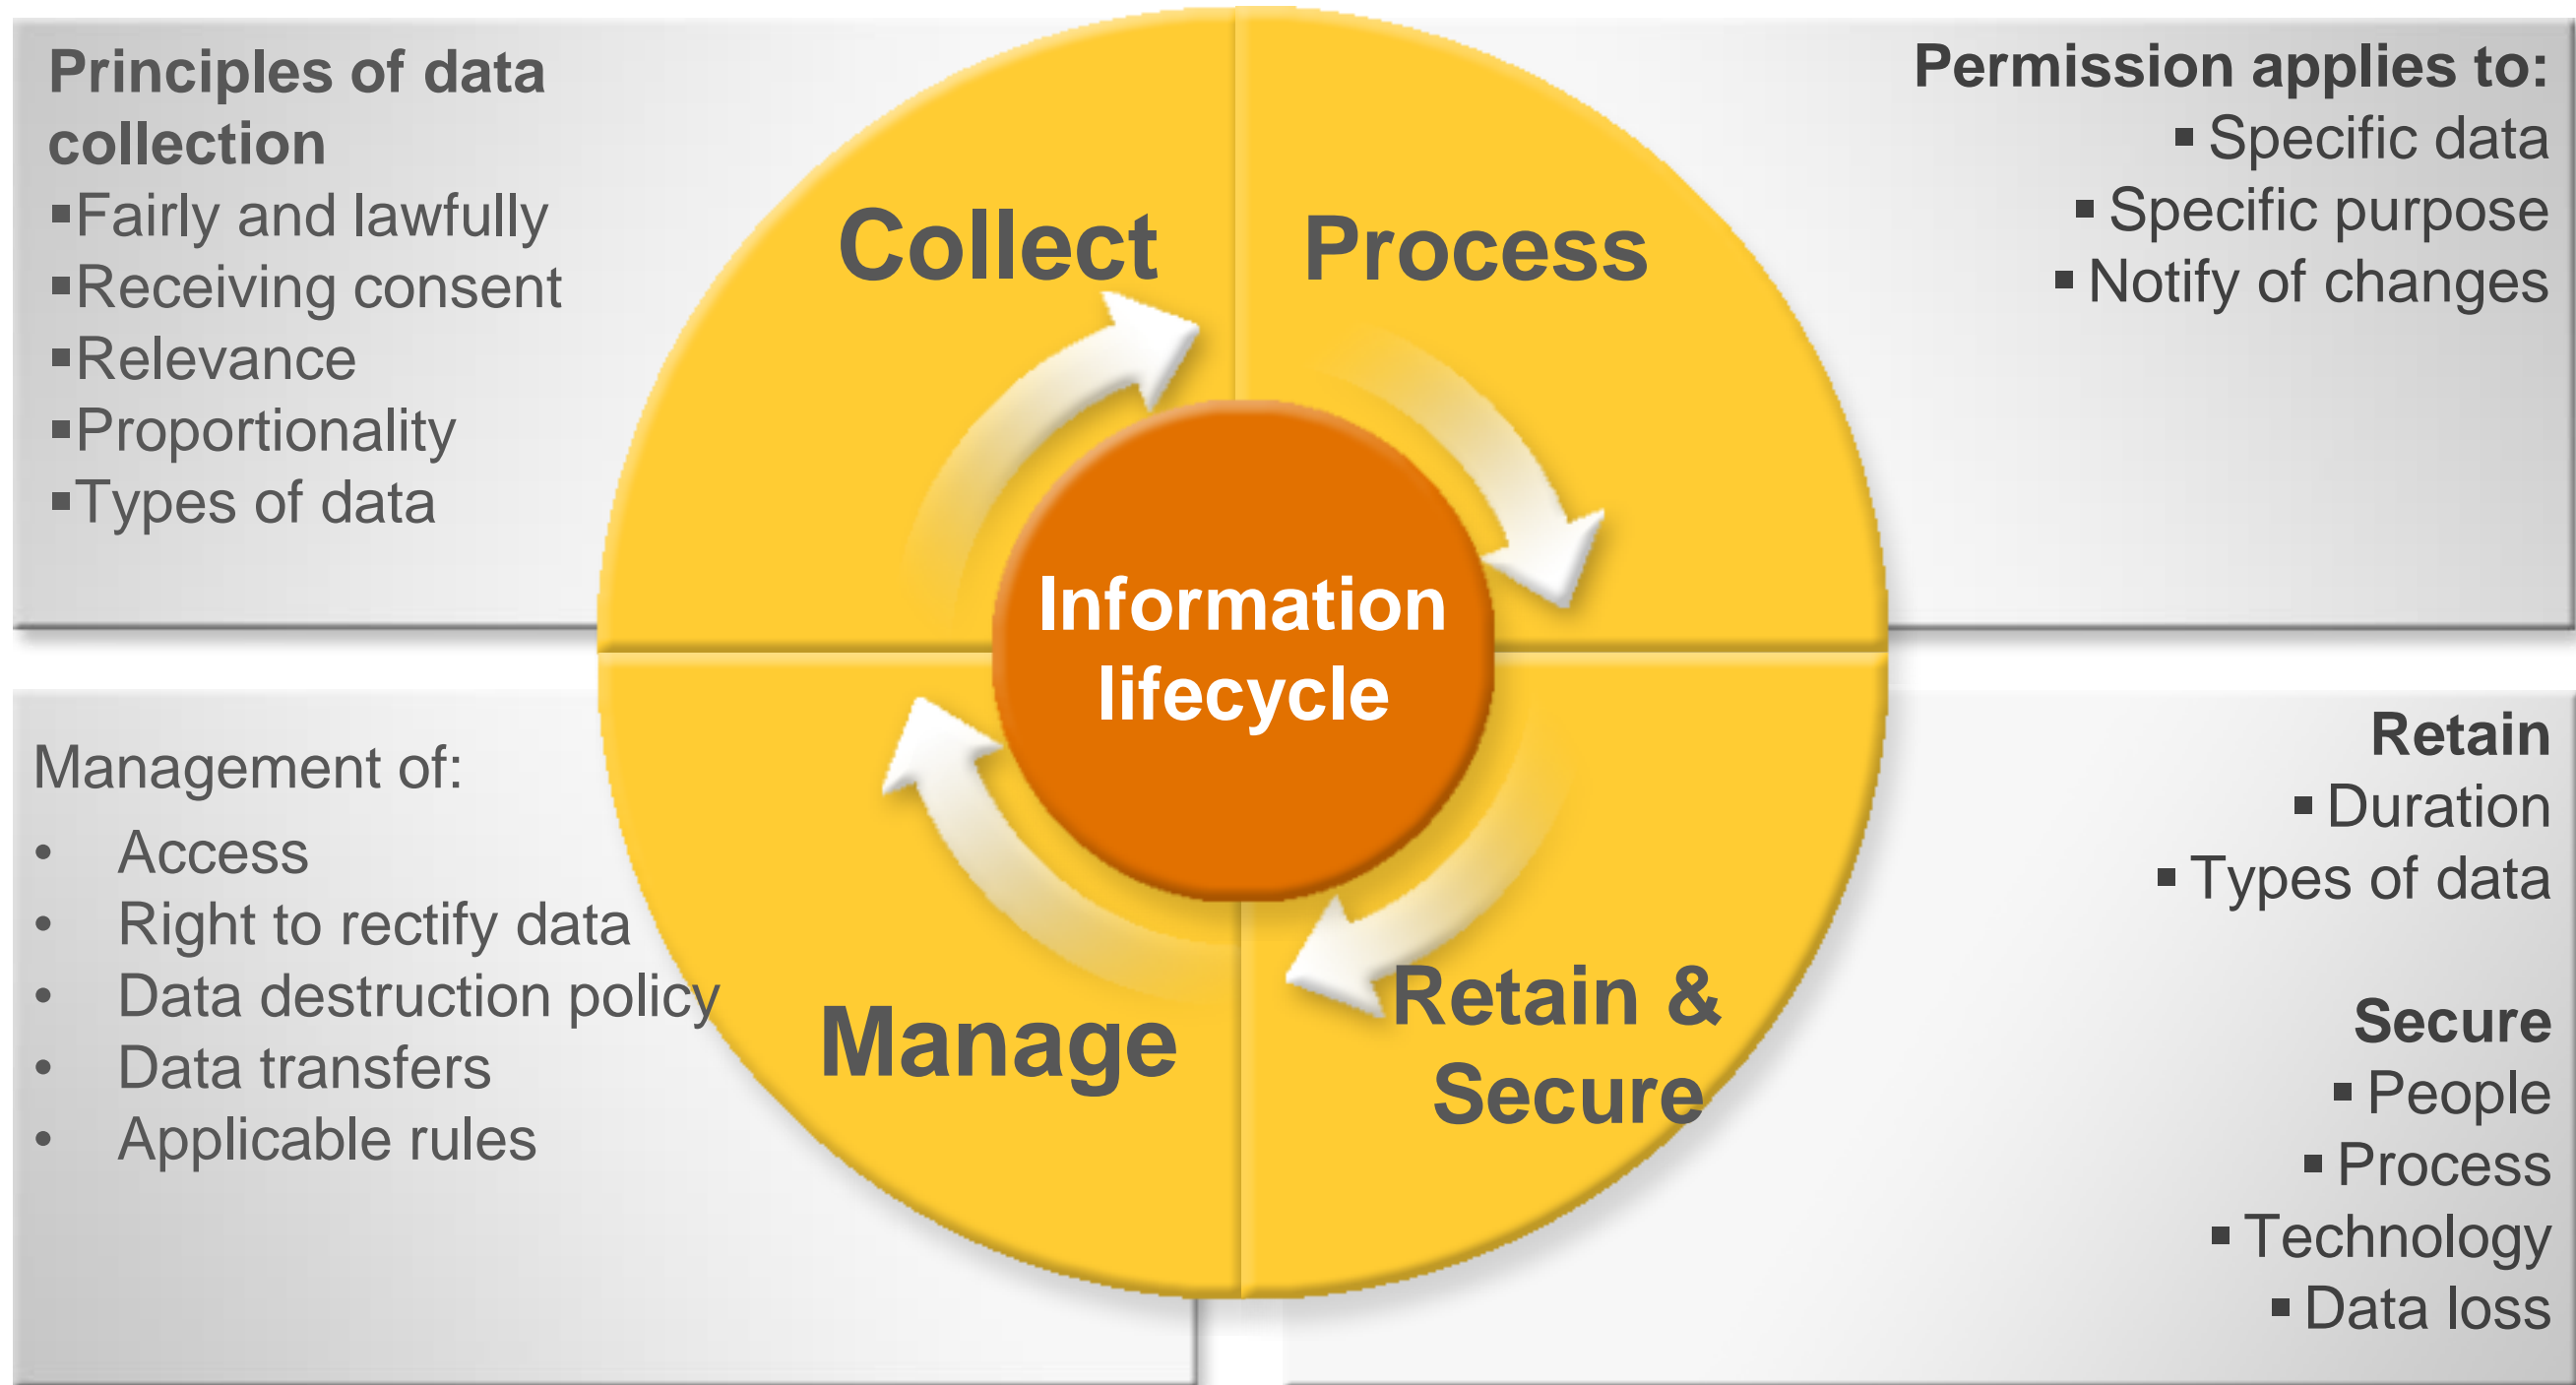 Principles of data
collection
▪Fairly and lawfully
▪Receiving consent
▪Relevance
▪Proportionality
▪Types of data
Collect
Process
Permission applies to:
▪ Specific data
▪ Specific purpose
▪ Notify of changes
Information
lifecycle
Management of:
• Access
• Right to rectify data
• Data destruction policy
• Data transfers
• Applicable rules
Manage
Retain &
Secure
Retain
▪ Duration
▪ Types of data
Secure
▪ People
▪ Process
▪ Technology
▪ Data loss